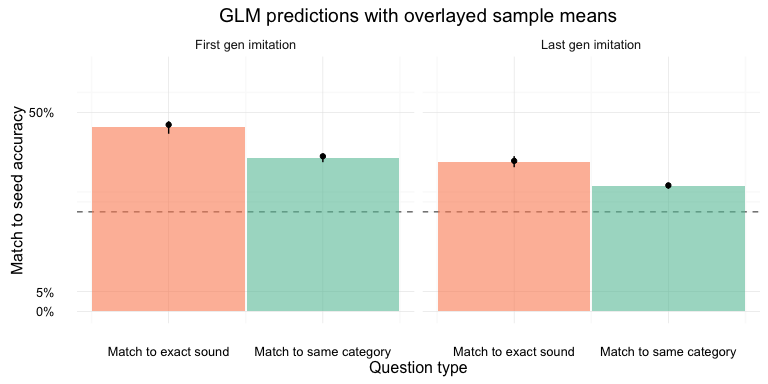 GLM predictions with overlayed sample means
First gen imitation
Last gen imitation
Match to seed accuracy
50%
5%
0%
Match to exact sound
Match to same category
Match to exact sound
Match to same category
Question type